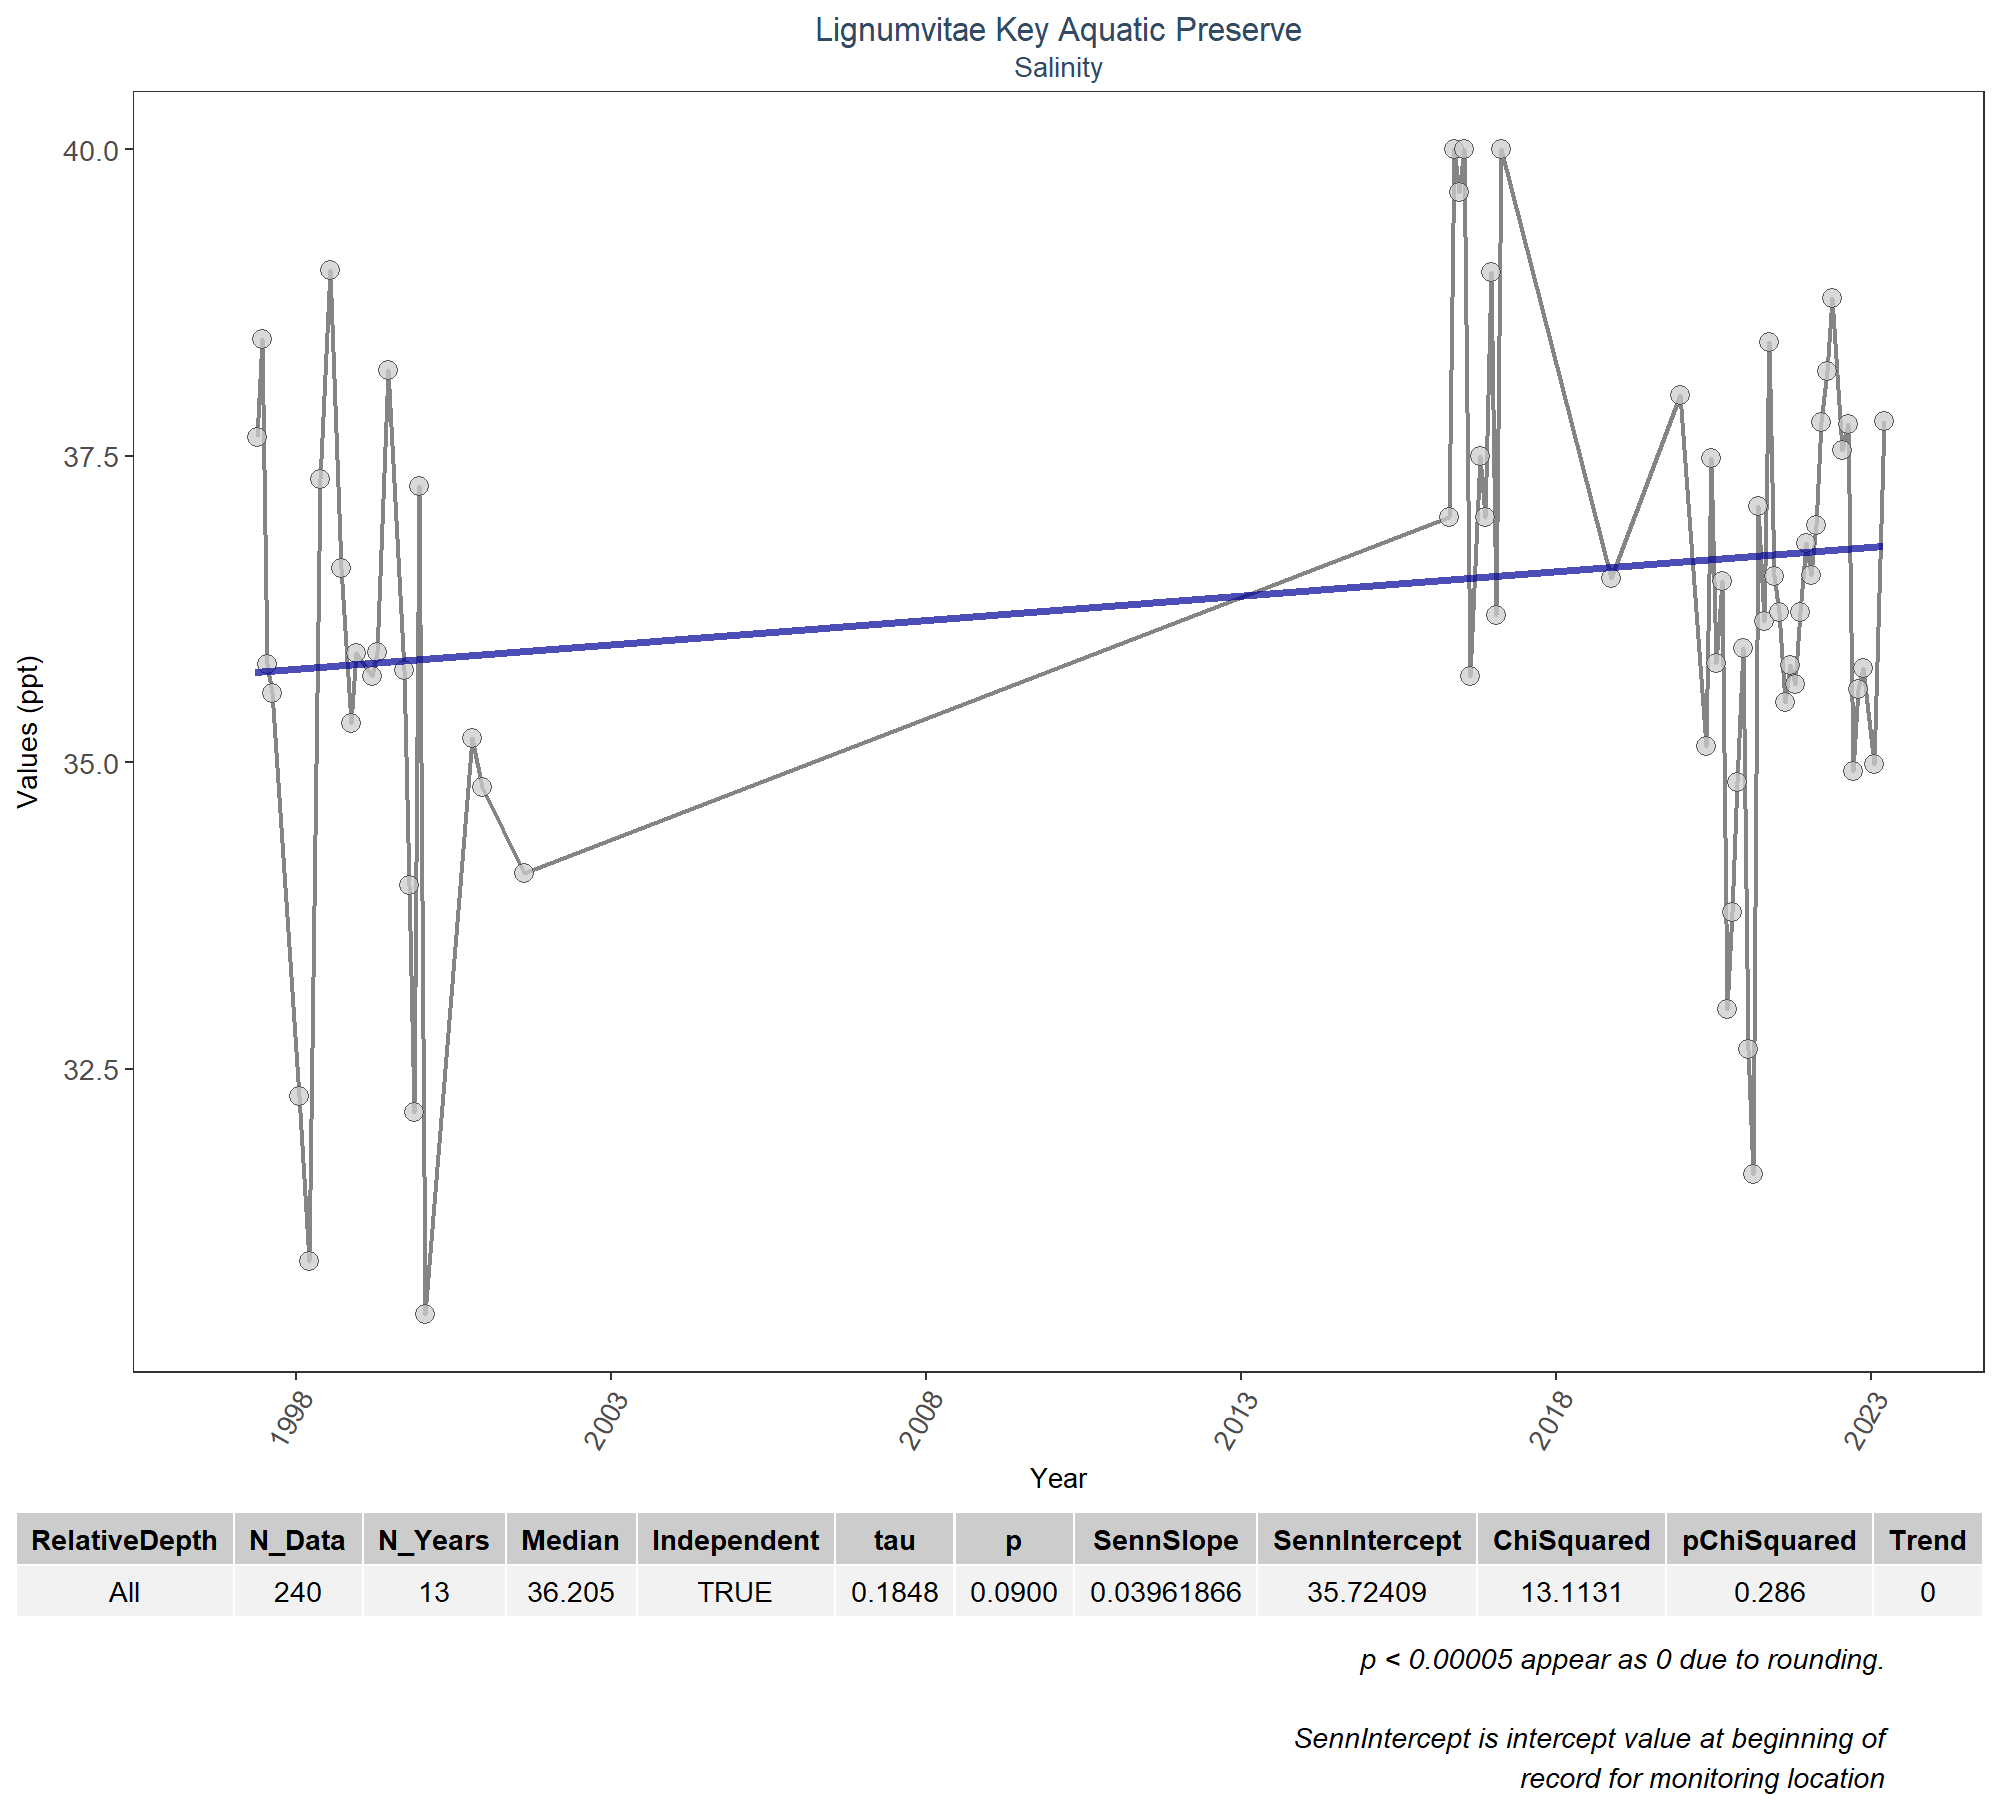 Lignumvitae Key Aquatic Preserve
Salinity
40.0
37.5
35.0
32.5
Values (ppt)
1998
2003
2008
2013
2018
2023
Year
RelativeDepth N_Data N_Years Median Independent tau p SennSlope SennIntercept ChiSquared pChiSquared Trend
All 240 13 36.205 TRUE 0.1848 0.0900 0.03961866 35.72409 13.1131 0.286 0
p < 0.00005 appear as 0 due to rounding.
SennIntercept is intercept value at beginning of
record for monitoring location